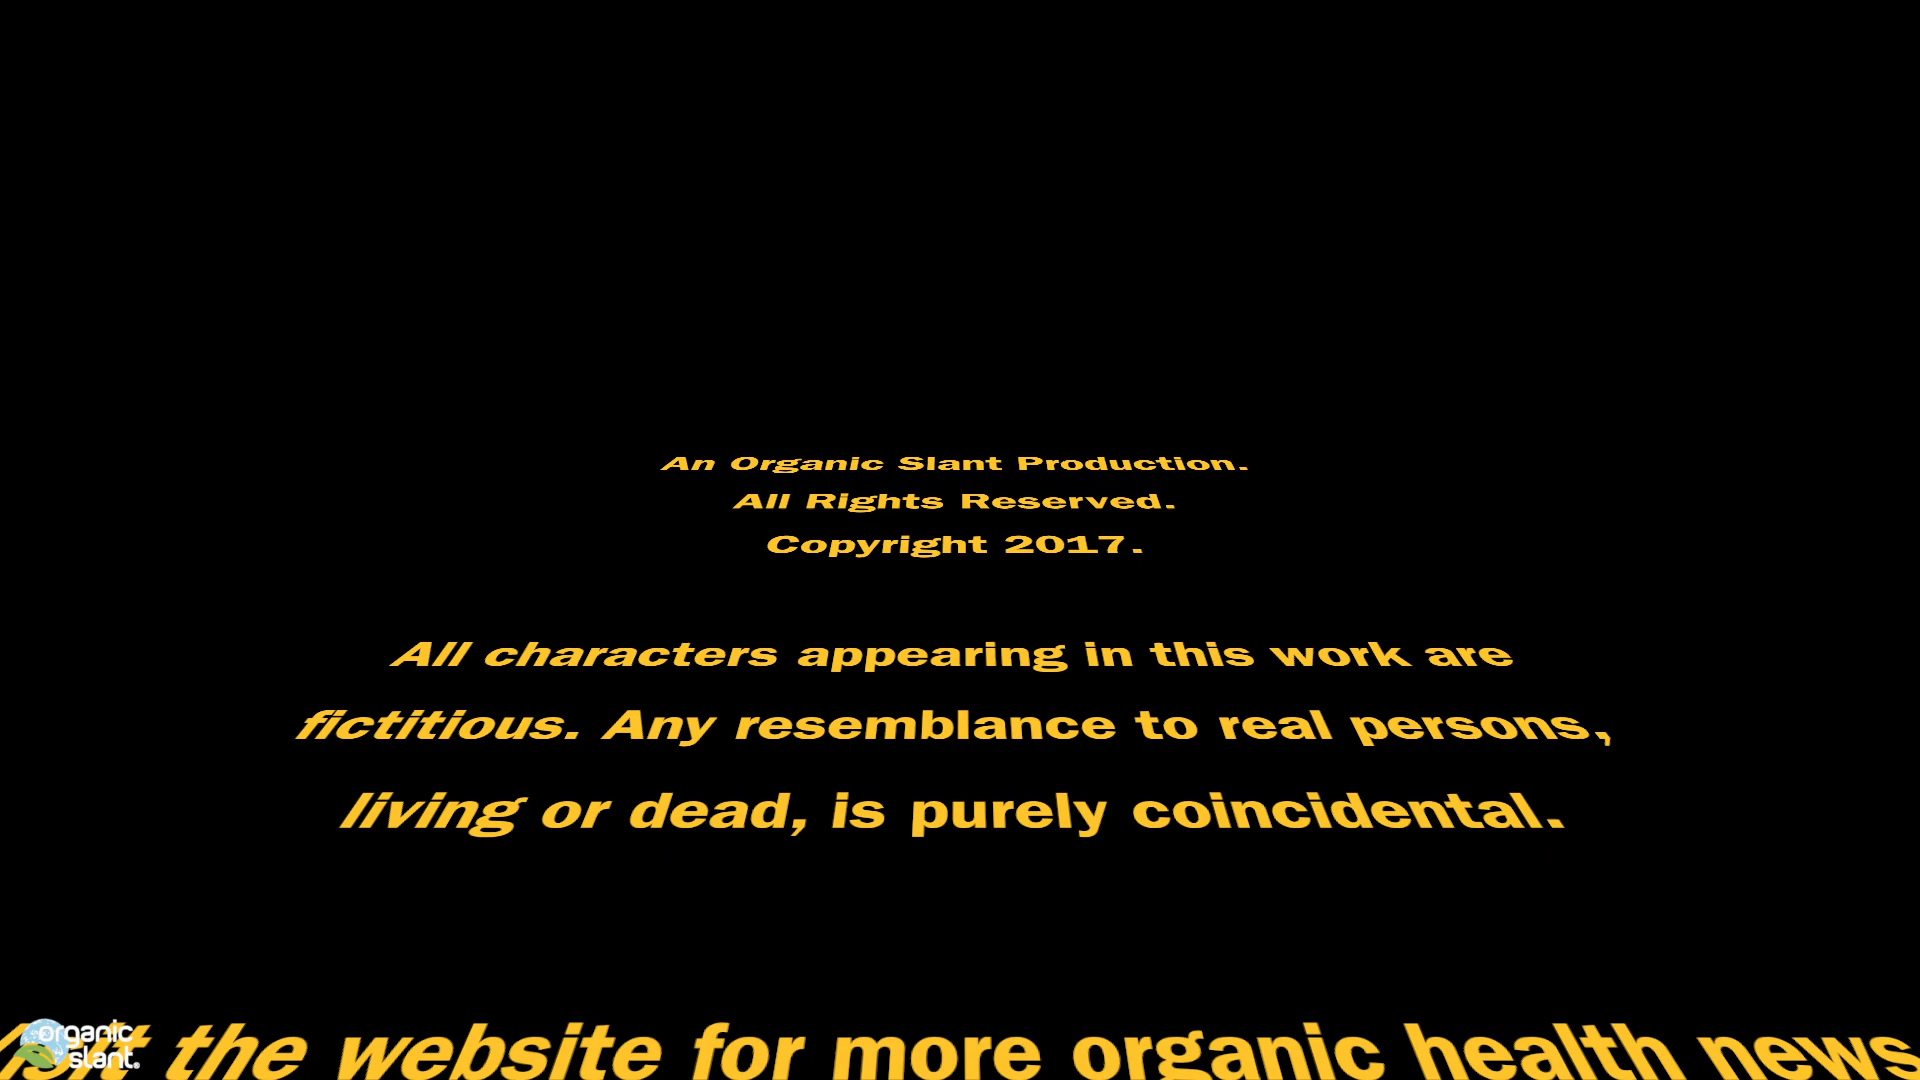 An Organic Slant Production.
All Rights Reserved.
Copyright 2017.
All characters appearing in this work are
fictitious. Any resemblance to real persons,
living or dead, is purely coincidental.
the website for more organic health news
organic
slant